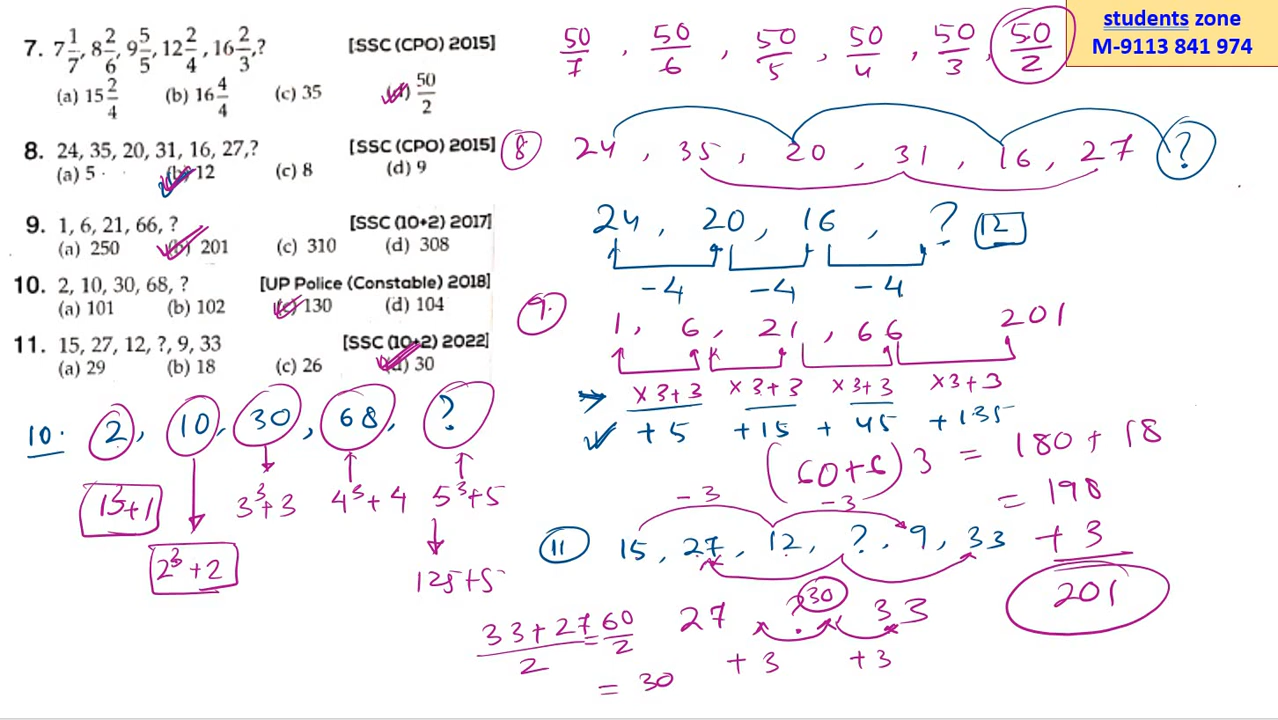 students zone
M-9113 841 974
7. 7 1/7, 8 2/6, 9 5/5, 12 2/4, 16 2/3, ? [SSC (CPO) 2015]
(a) 15 2/4 (b) 16 4/4 (c) 35 (d) 50/2
8. 24, 35, 20, 31, 16, 27, ? [SSC (CPO) 2015]
(a) 5 (b) 12 (c) 8 (d) 9
9. 1, 6, 21, 66, ? [SSC (10+2) 2017]
(a) 250 (b) 201 (c) 310 (d) 308
10. 2, 10, 30, 68, ? [UP Police (Constable) 2018]
(a) 101 (b) 102 (c) 130 (d) 104
11. 15, 27, 12, ?, 9, 33 [SSC (10+2) 2022]
(a) 29 (b) 18 (c) 26 (d) 30
50/7, 50/6, 50/5, 50/4, 50/3, 50/2
8 24, 35, 20, 31, 16, 27 ?
24, 20, 16, ? 12
-4 -4 -4
9. 1, 6, 21, 66 201
×3+3 ×3+3 ×3+3 ×3+3
+5 +15 + 45 +135
(60+6) 3 = 180 + 18
= 198
+ 3
201
10. 2, 10, 30, 68, ?
1³+1 3³+3 4³+4 5³+5
2³+2 125+5
-3 -3
11 15, 27, 12, ?, 9, 33
27 ? 30 33
+3 +3
33+27/2 = 60/2
= 30